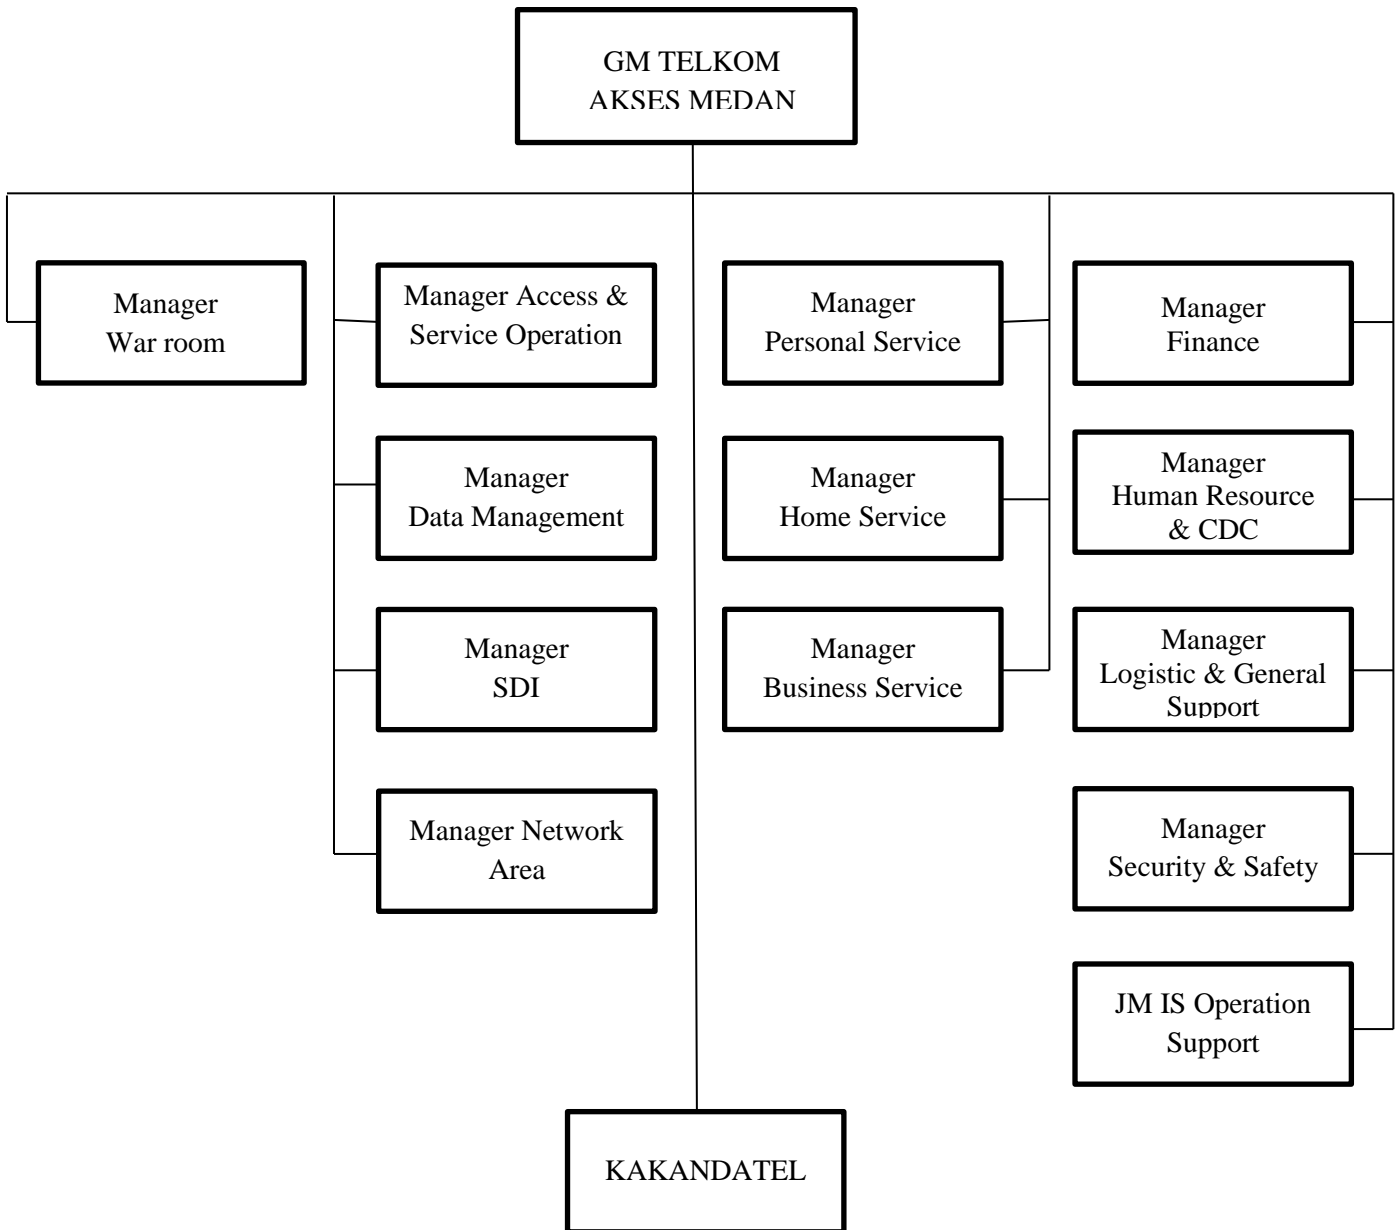 GM TELKOM
AKSES MEDAN
Manager
War room
Manager Access &
Service Operation
Manager
Personal Service
Manager
Finance
Manager
Data Management
Manager
Home Service
Manager
Human Resource
& CDC
Manager
SDI
Manager
Business Service
Manager
Logistic & General
Support
Manager Network
Area
Manager
Security & Safety
JM IS Operation
Support
KAKANDATEL